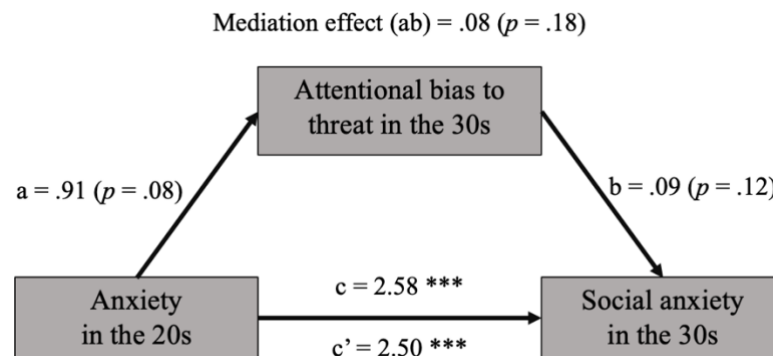 Mediation effect (ab) = .08 (p = .18)
Attentional bias to
threat in the 30s
a = .91 (p = .08)
b = .09 (p = .12)
Anxiety
in the 20s
c = 2.58 ***
c’ = 2.50 ***
Social anxiety
in the 30s